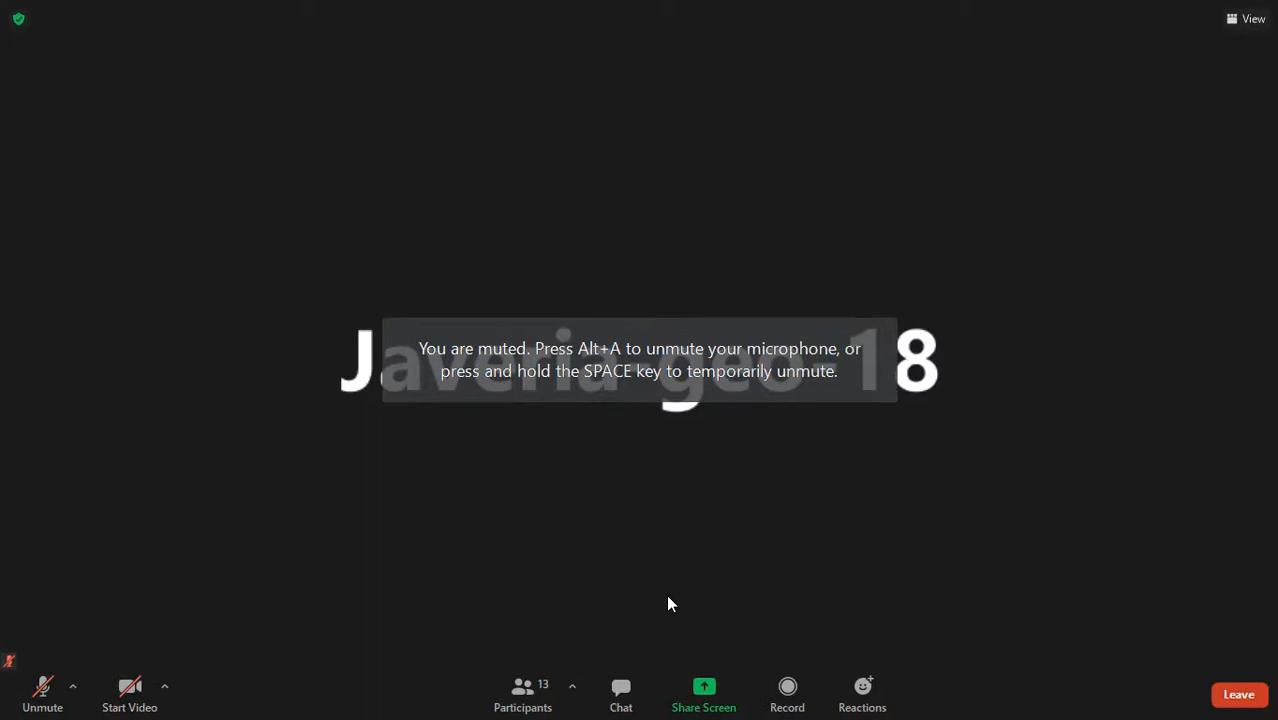 View
Javeria-geo-18
You are muted. Press Alt+A to unmute your microphone, or
press and hold the SPACE key to temporarily unmute.
Unmute
Start Video
13
Participants
Chat
Share Screen
Record
Reactions
Leave